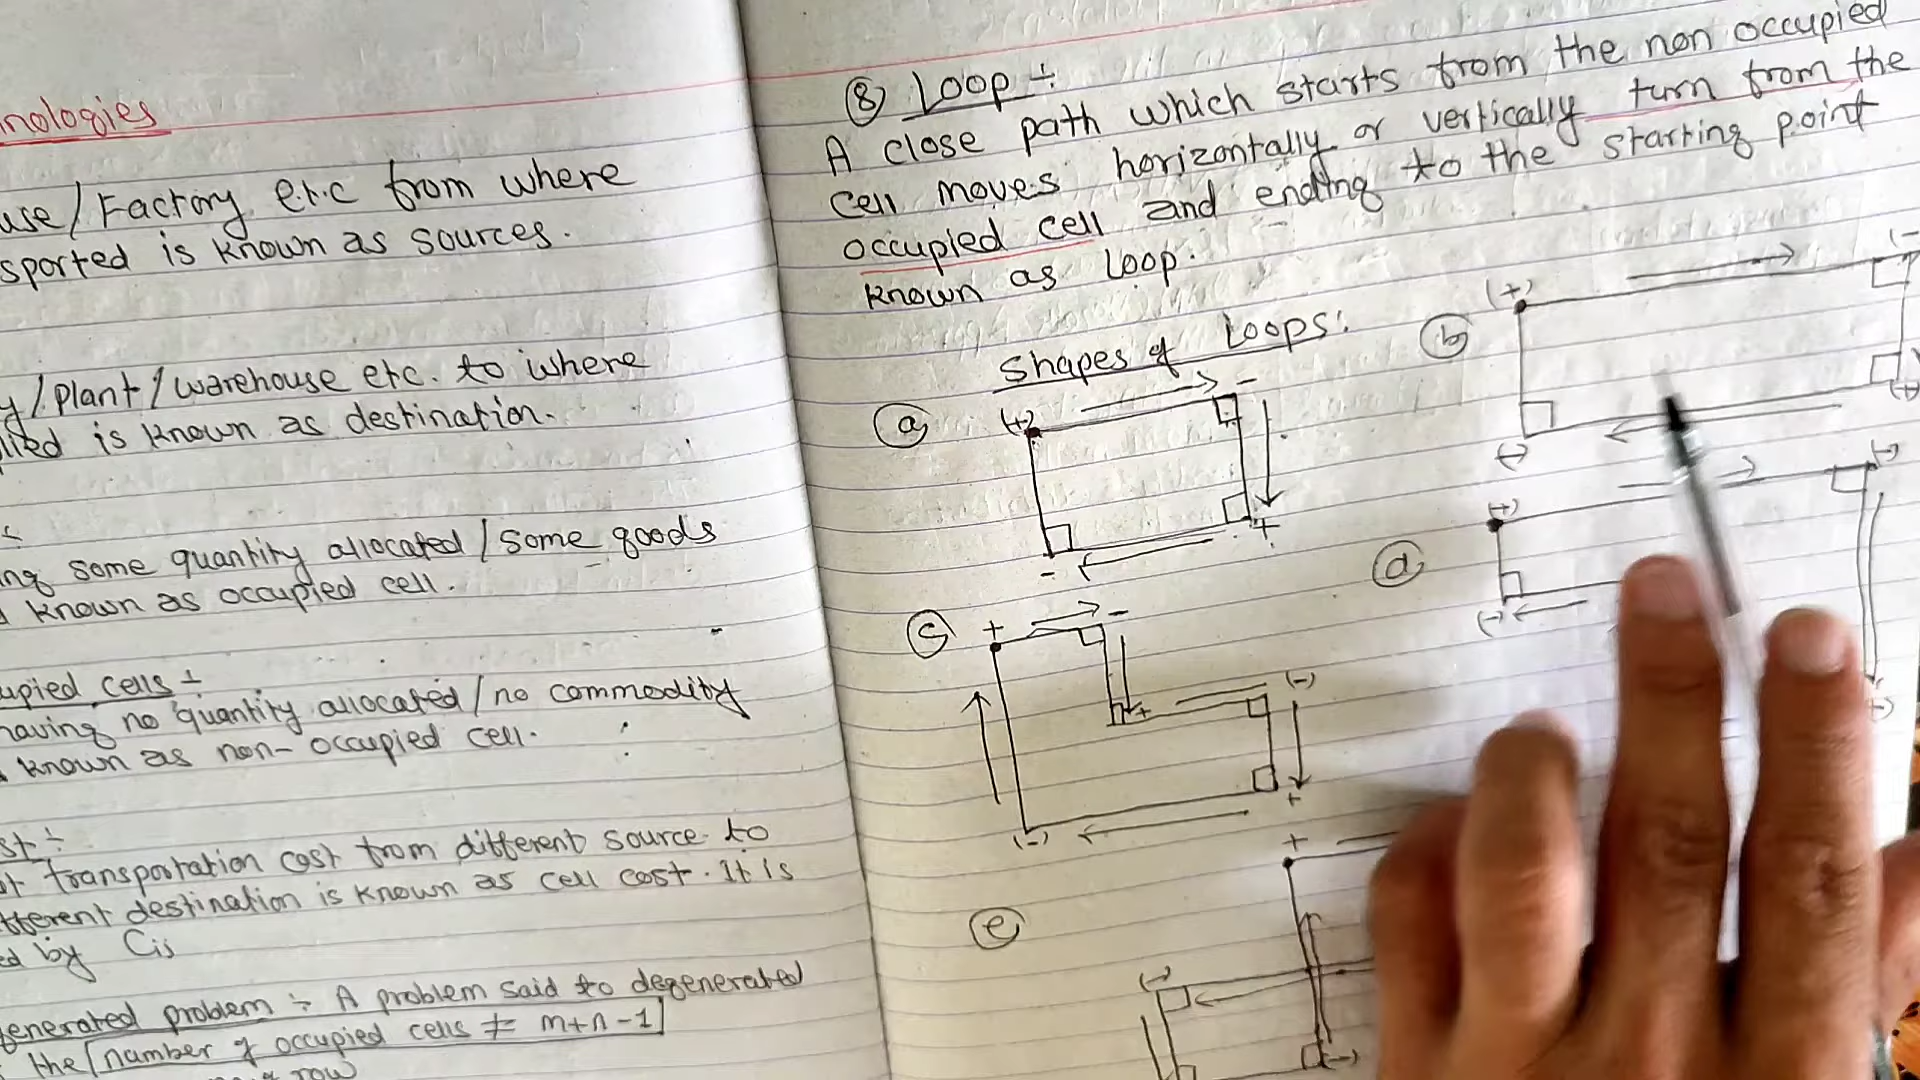 nologies
use/Factory etc from where
sported is known as sources.
y/Plant/warehouse etc. to where
lied is known as destination.
ing some quantity allocated/some goods
known as occupied cell.
upied cells ÷
having no quantity allocated/no commodity
known as non-occupied cell.
st ÷
transportation cost from different source to
fferent destination is known as cell cost. It is
ed by Cis
generated problem ÷ A problem said to degenerated
the number of occupied cells ≠ m+n-1
row
⑧ Loop ÷
A close path which starts from the non occupied
cell moves horizontally or vertically turn from the
occupied cell and ending to the starting point
known as loop.
Shapes of Loops:
ⓐ (+) - + -
ⓑ (+) (- (+ (-)
ⓒ + - + (-) + (-)
ⓓ (+) (-) (+) (-)
ⓔ + (-) (-)